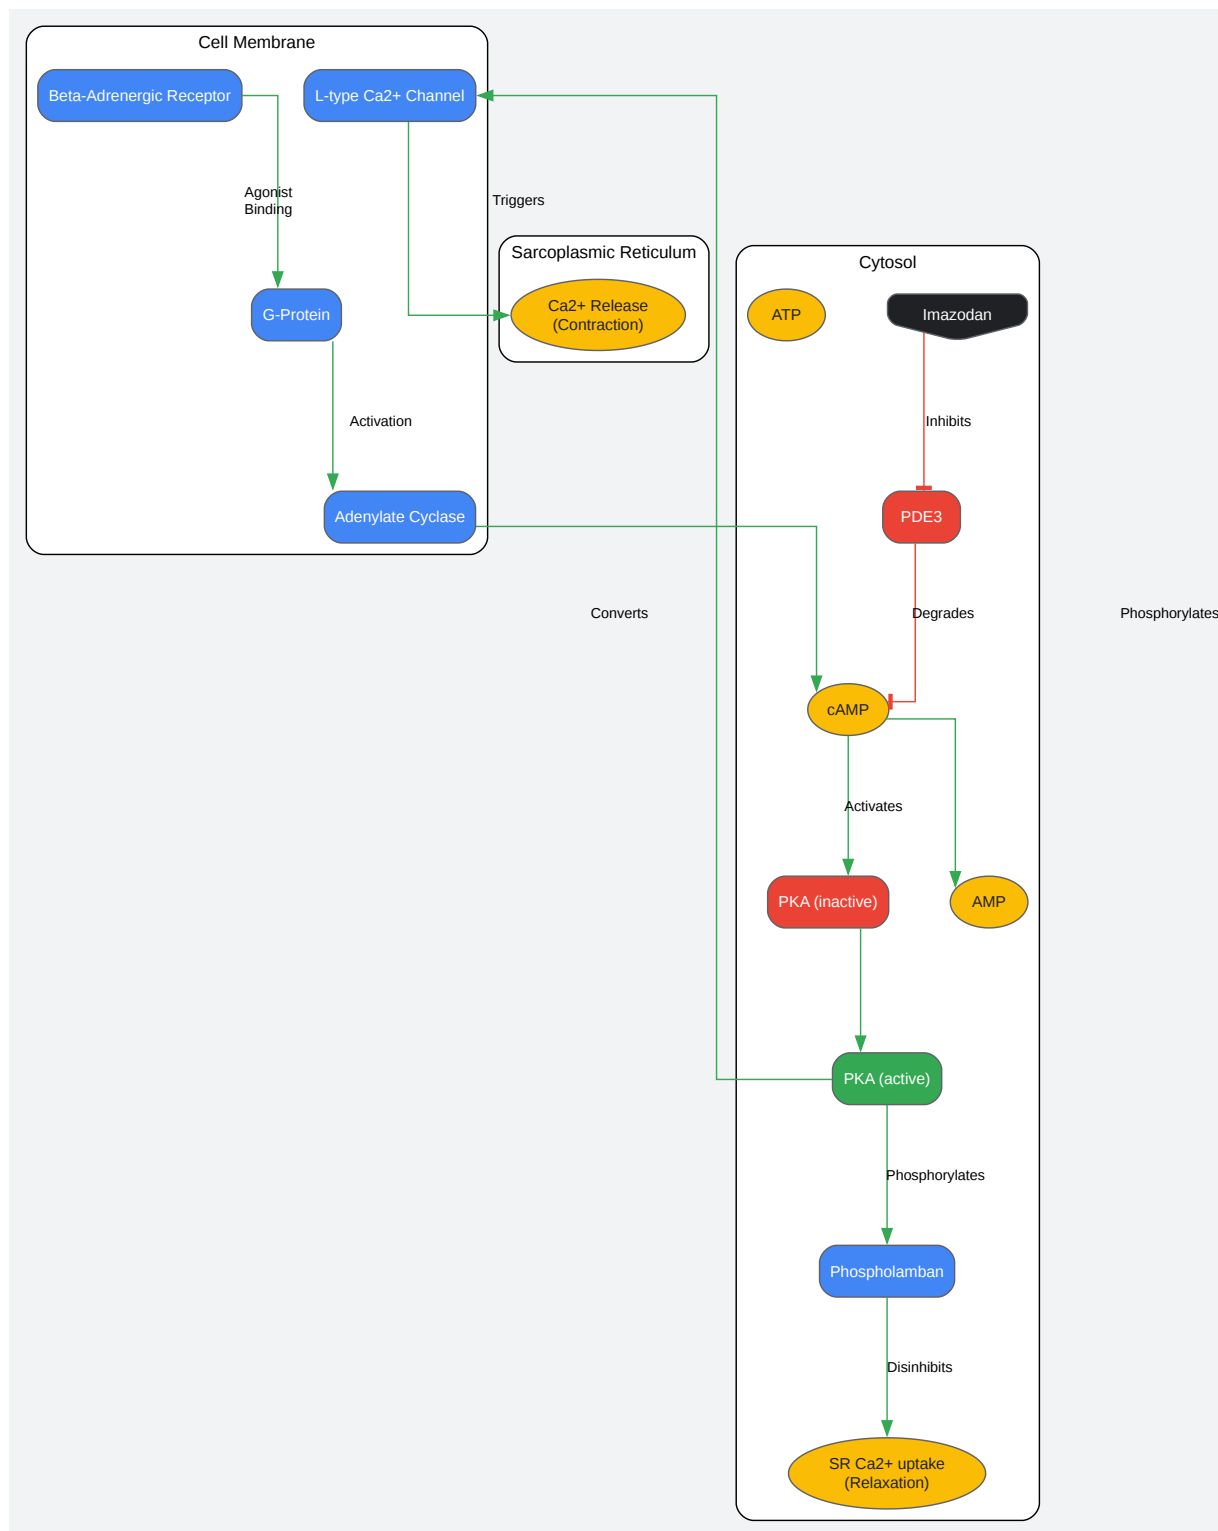 Cell Membrane
Beta-Adrenergic Receptor
L-type Ca2+ Channel
Agonist
Binding
Triggers
Sarcoplasmic Reticulum
Ca2+ Release
(Contraction)
Cytosol
ATP
Imazodan
G-Protein
Activation
Inhibits
Adenylate Cyclase
PDE3
Converts
Degrades
Phosphorylates
cAMP
Activates
PKA (inactive)
AMP
PKA (active)
Phosphorylates
Phospholamban
Disinhibits
SR Ca2+ uptake
(Relaxation)